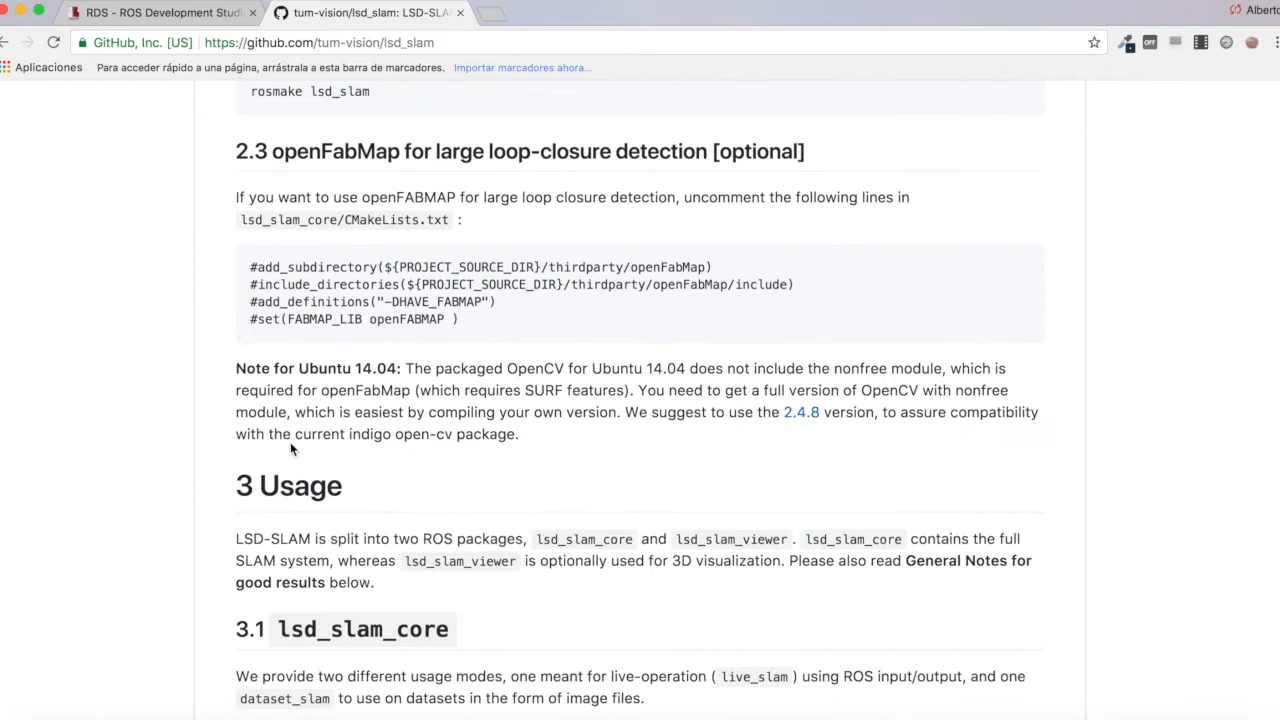 RDS - ROS Development Studi
tum-vision/lsd_slam: LSD-SLA
Alberto
GitHub, Inc. [US]
https://github.com/tum-vision/lsd_slam
OFF
Aplicaciones
Para acceder rápido a una página, arrástrala a esta barra de marcadores.
Importar marcadores ahora...
rosmake lsd_slam
2.3 openFabMap for large loop-closure detection [optional]
If you want to use openFABMAP for large loop closure detection, uncomment the following lines in
lsd_slam_core/CMakeLists.txt :
#add_subdirectory(${PROJECT_SOURCE_DIR}/thirdparty/openFabMap)
#include_directories(${PROJECT_SOURCE_DIR}/thirdparty/openFabMap/include)
#add_definitions("-DHAVE_FABMAP")
#set(FABMAP_LIB openFABMAP )
Note for Ubuntu 14.04: The packaged OpenCV for Ubuntu 14.04 does not include the nonfree module, which is
required for openFabMap (which requires SURF features). You need to get a full version of OpenCV with nonfree
module, which is easiest by compiling your own version. We suggest to use the 2.4.8 version, to assure compatibility
with the current indigo open-cv package.
3 Usage
LSD-SLAM is split into two ROS packages, lsd_slam_core and lsd_slam_viewer. lsd_slam_core contains the full
SLAM system, whereas lsd_slam_viewer is optionally used for 3D visualization. Please also read General Notes for
good results below.
3.1 lsd_slam_core
We provide two different usage modes, one meant for live-operation ( live_slam ) using ROS input/output, and one
dataset_slam to use on datasets in the form of image files.